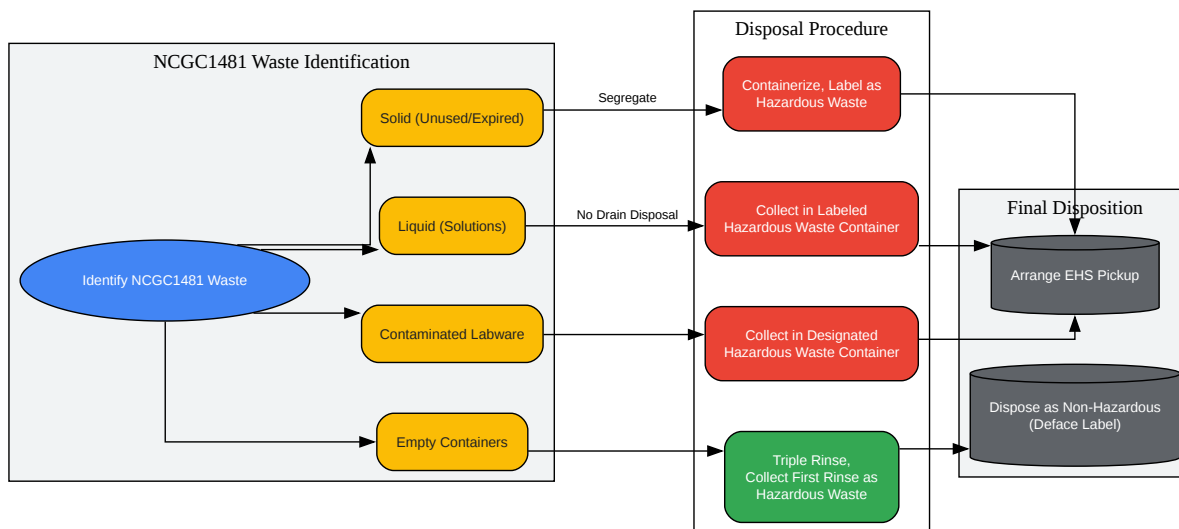 NCGC1481 Waste Identification
Identify NCGC1481 Waste
Solid (Unused/Expired)
Liquid (Solutions)
Contaminated Labware
Empty Containers
Segregate
No Drain Disposal
Disposal Procedure
Containerize, Label as
Hazardous Waste
Collect in Labeled
Hazardous Waste Container
Collect in Designated
Hazardous Waste Container
Triple Rinse,
Collect First Rinse as
Hazardous Waste
Final Disposition
Arrange EHS Pickup
Dispose as Non-Hazardous
(Deface Label)